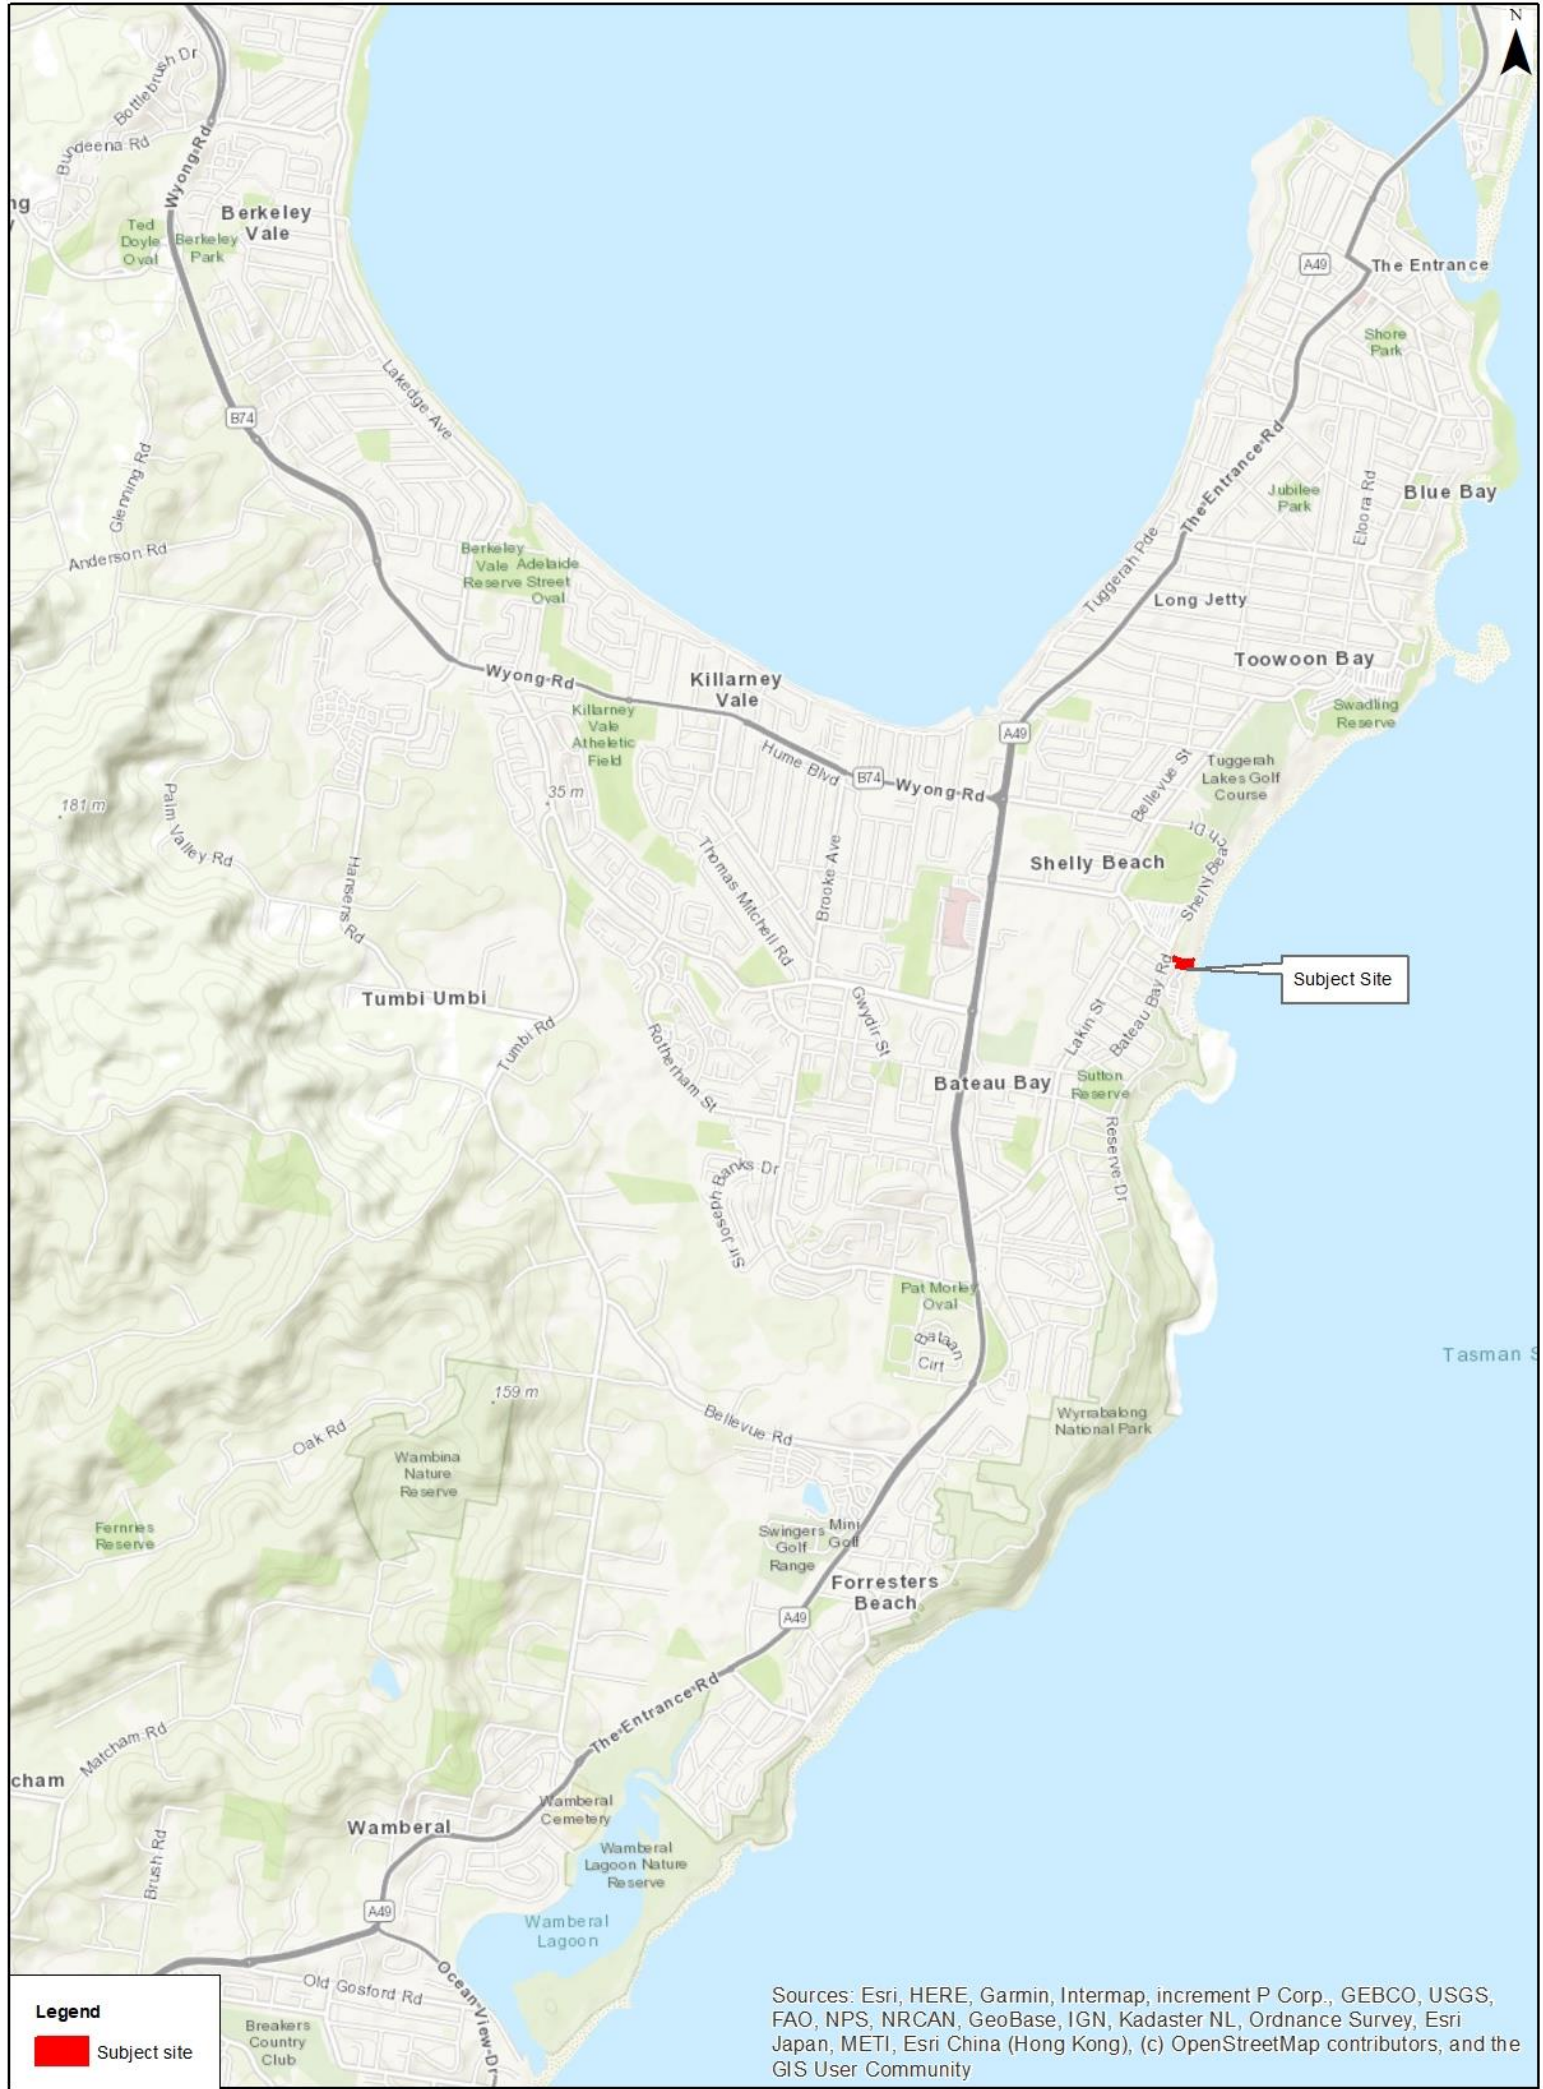 N
Bottlebrush Dr
Bundeena Rd
Wyong Rd
ng
y
Berkeley
Vale
Ted
Doyle
Oval
Berkeley
Park
A49
The Entrance
Shore
Park
Lakedge Ave
B74
Glenning Rd
Anderson Rd
The Entrance Rd
Jubilee
Park
Eloora Rd
Blue Bay
Berkeley
Vale
Reserve
Adelaide
Street
Oval
Tuggerah Pde
Long Jetty
Toowoon Bay
Wyong Rd
Killarney
Vale
Killarney
Vale
Atheletic
Field
Swadling
Reserve
A49
Hume Blvd
B74
Wyong Rd
Bellevue St
Tuggerah
Lakes Golf
Course
181 m
35 m
Palm Valley Rd
Hansens Rd
Thomas Mitchell Rd
Brooke Ave
Shelly Beach
Shelly Beach Dr
Subject Site
Tumbi Umbi
Tumbi Rd
Rotherham St
Gwydir St
Lakin St
Bateau Bay Rd
Bateau Bay
Sutton
Reserve
Reserve Dr
Sir Joseph Banks Dr
Pat Morley
Oval
Bataan
Cirt
Tasman S
159 m
Oak Rd
Bellevue Rd
Wyrrabalong
National Park
Wambina
Nature
Reserve
Fernries
Reserve
Swingers
Golf
Range
Mini
Golf
Forresters
Beach
A49
The Entrance Rd
Matcham Rd
cham
Wamberal
Wamberal
Cemetery
Wamberal
Lagoon Nature
Reserve
Brush Rd
A49
Wamberal
Lagoon
Old Gosford Rd
Ocean View Dr
Breakers
Country
Club
Legend
Subject site
Sources: Esri, HERE, Garmin, Intermap, increment P Corp., GEBCO, USGS,
FAO, NPS, NRCAN, GeoBase, IGN, Kadaster NL, Ordnance Survey, Esri
Japan, METI, Esri China (Hong Kong), (c) OpenStreetMap contributors, and the
GIS User Community